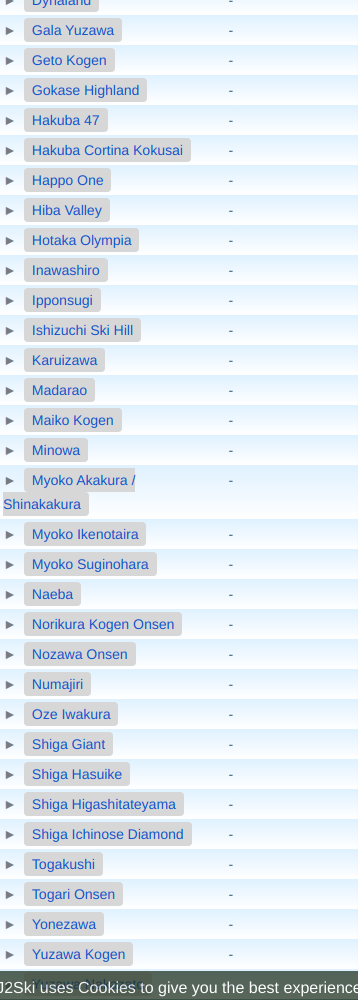 Dynaland -
► Gala Yuzawa -
► Geto Kogen -
► Gokase Highland -
► Hakuba 47 -
► Hakuba Cortina Kokusai -
► Happo One -
► Hiba Valley -
► Hotaka Olympia -
► Inawashiro -
► Ipponsugi -
► Ishizuchi Ski Hill -
► Karuizawa -
► Madarao -
► Maiko Kogen -
► Minowa -
► Myoko Akakura / -
Shinakakura
► Myoko Ikenotaira -
► Myoko Suginohara -
► Naeba -
► Norikura Kogen Onsen -
► Nozawa Onsen -
► Numajiri -
► Oze Iwakura -
► Shiga Giant -
► Shiga Hasuike -
► Shiga Higashitateyama -
► Shiga Ichinose Diamond -
► Togakushi -
► Togari Onsen -
► Yonezawa -
► Yuzawa Kogen -
J2Ski uses Cookies to give you the best experience